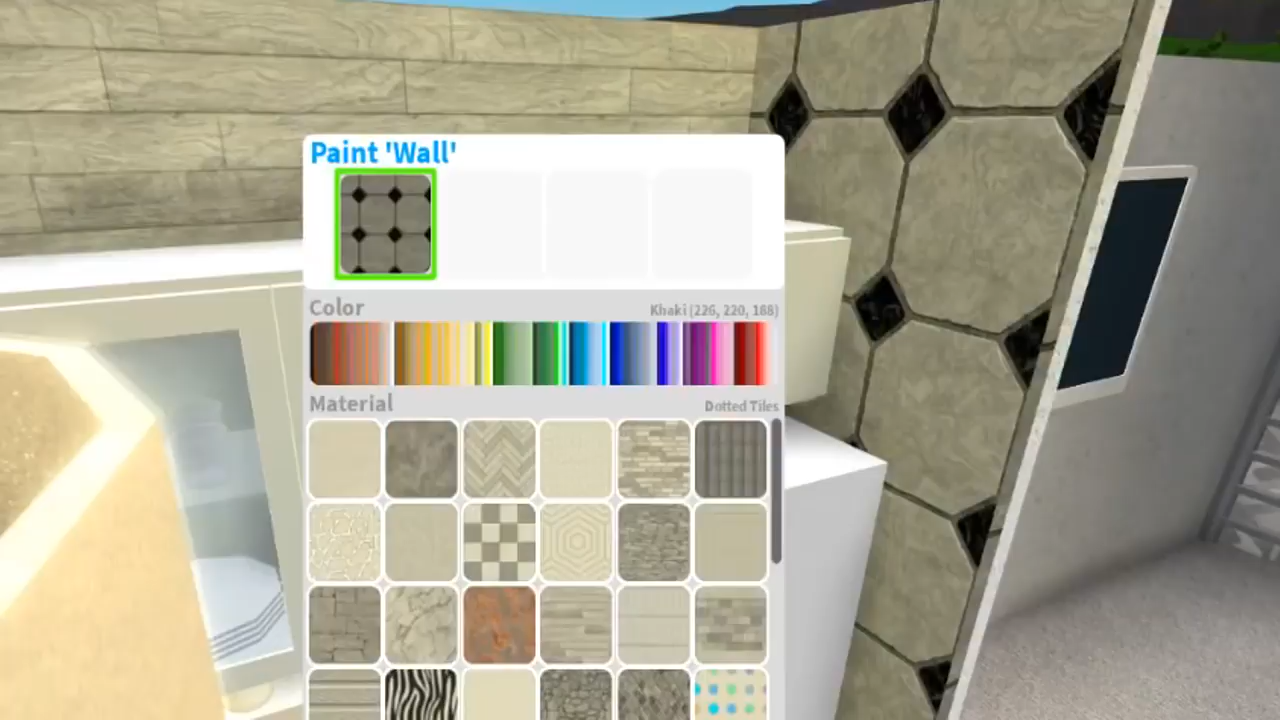 Paint 'Wall'
Color
Khaki (226, 220, 188)
Material
Dotted Tiles